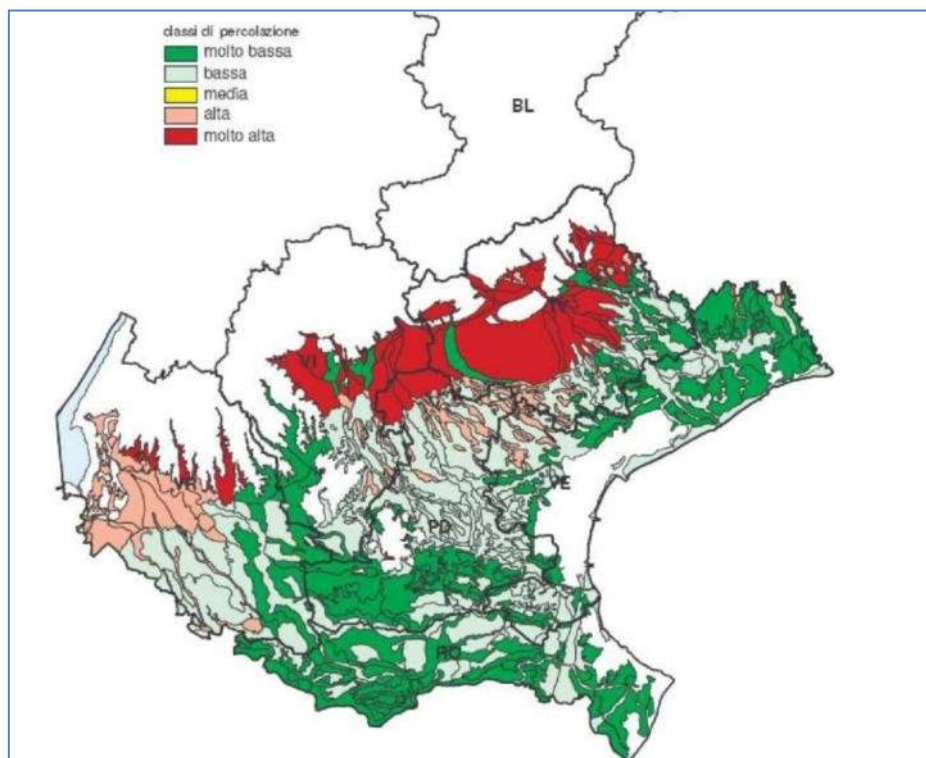 classi di percolazione
molto bassa
bassa
media
alta
molto alta
BL
VI
VR
VE
PD
RO